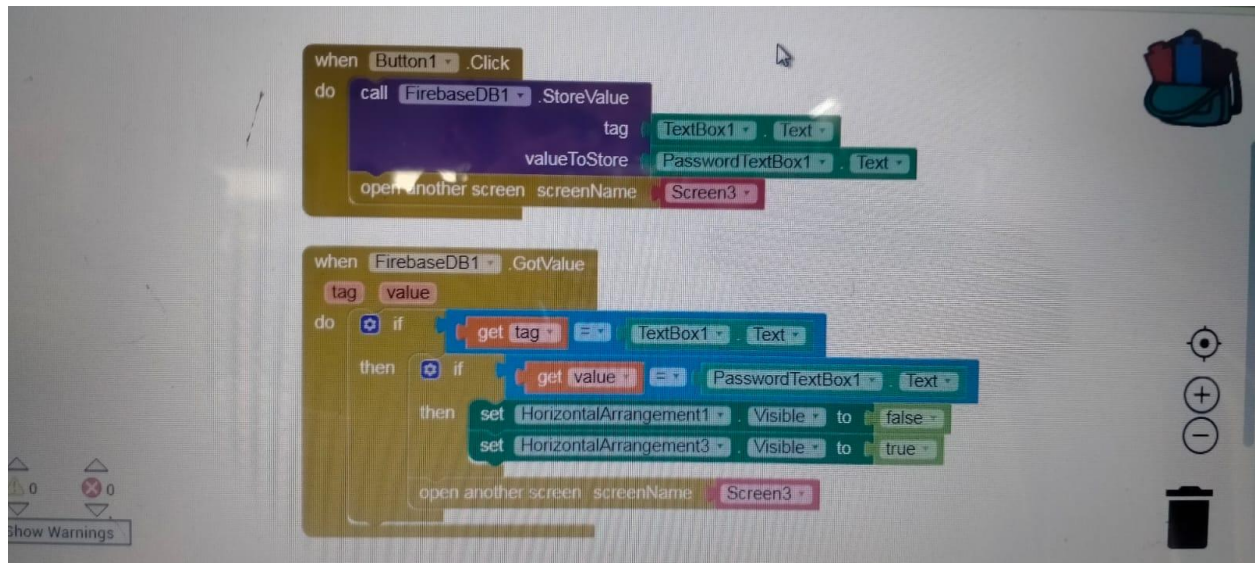 when Button1 .Click
do call FirebaseDB1 .StoreValue
tag TextBox1 . Text
valueToStore PasswordTextBox1 . Text
open another screen screenName Screen3
when FirebaseDB1 .GotValue
tag value
do if get tag = TextBox1 . Text
then if get value = PasswordTextBox1 . Text
then set HorizontalArrangement1 . Visible to false
set HorizontalArrangement3 . Visible to true
open another screen screenName Screen3
0 0
Show Warnings